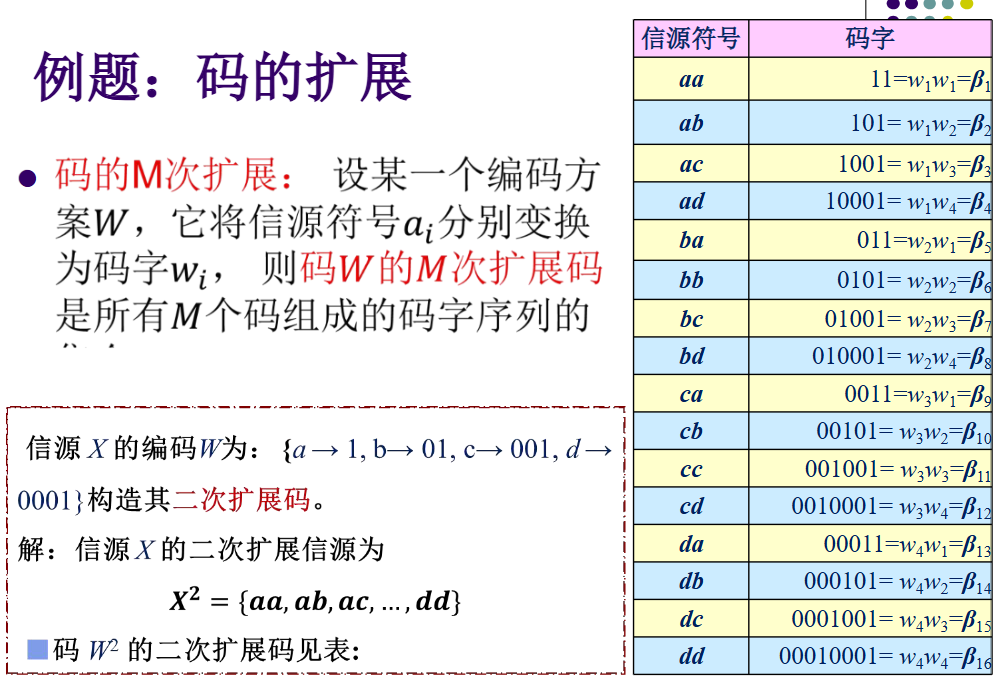 例题：码的扩展
码的M次扩展： 设某一个编码方
案W，它将信源符号aᵢ分别变换
为码字wᵢ， 则码W的M次扩展码
是所有M个码组成的码字序列的
信源 X 的编码W为：{a → 1, b→ 01, c→ 001, d →
0001}构造其二次扩展码。
解：信源 X 的二次扩展信源为
X² = {aa, ab, ac, … , dd}
码 W² 的二次扩展码见表:
信源符号 码字
aa 11=w₁w₁=β₁
ab 101= w₁w₂=β₂
ac 1001= w₁w₃=β₃
ad 10001= w₁w₄=β₄
ba 011=w₂w₁=β₅
bb 0101= w₂w₂=β₆
bc 01001= w₂w₃=β₇
bd 010001= w₂w₄=β₈
ca 0011=w₃w₁=β₉
cb 00101= w₃w₂=β₁₀
cc 001001= w₃w₃=β₁₁
cd 0010001= w₃w₄=β₁₂
da 00011=w₄w₁=β₁₃
db 000101= w₄w₂=β₁₄
dc 0001001= w₄w₃=β₁₅
dd 00010001= w₄w₄=β₁₆